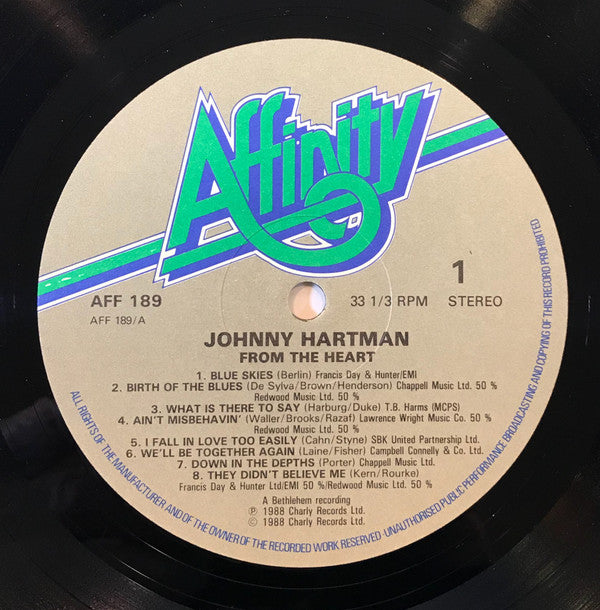 Affinity
AFF 189
AFF 189/A
33 1/3 RPM
1
STEREO
JOHNNY HARTMAN
FROM THE HEART
1. BLUE SKIES (Berlin) Francis Day & Hunter/EMI
2. BIRTH OF THE BLUES (De Sylva/Brown/Henderson) Chappell Music Ltd. 50 %
Redwood Music Ltd. 50 %
3. WHAT IS THERE TO SAY (Harburg/Duke) T.B. Harms (MCPS)
4. AIN'T MISBEHAVIN' (Waller/Brooks/Razaf) Lawrence Wright Music Co. 50 %
Redwood Music Ltd. 50 %
5. I FALL IN LOVE TOO EASILY (Cahn/Styne) SBK United Partnership Ltd.
6. WE'LL BE TOGETHER AGAIN (Laine/Fisher) Campbell Connelly & Co. Ltd.
7. DOWN IN THE DEPTHS (Porter) Chappell Music Ltd.
8. THEY DIDN'T BELIEVE ME (Kern/Rourke)
Francis Day & Hunter Ltd/EMI 50 %/Redwood Music Ltd. 50 %
A Bethlehem recording
℗ 1988 Charly Records Ltd.
© 1988 Charly Records Ltd.
ALL RIGHTS OF THE MANUFACTURER AND OF THE OWNER OF THE RECORDED WORK RESERVED·UNAUTHORISED PUBLIC PERFORMANCE BROADCASTING AND COPYING OF THIS RECORD PROHIBITED